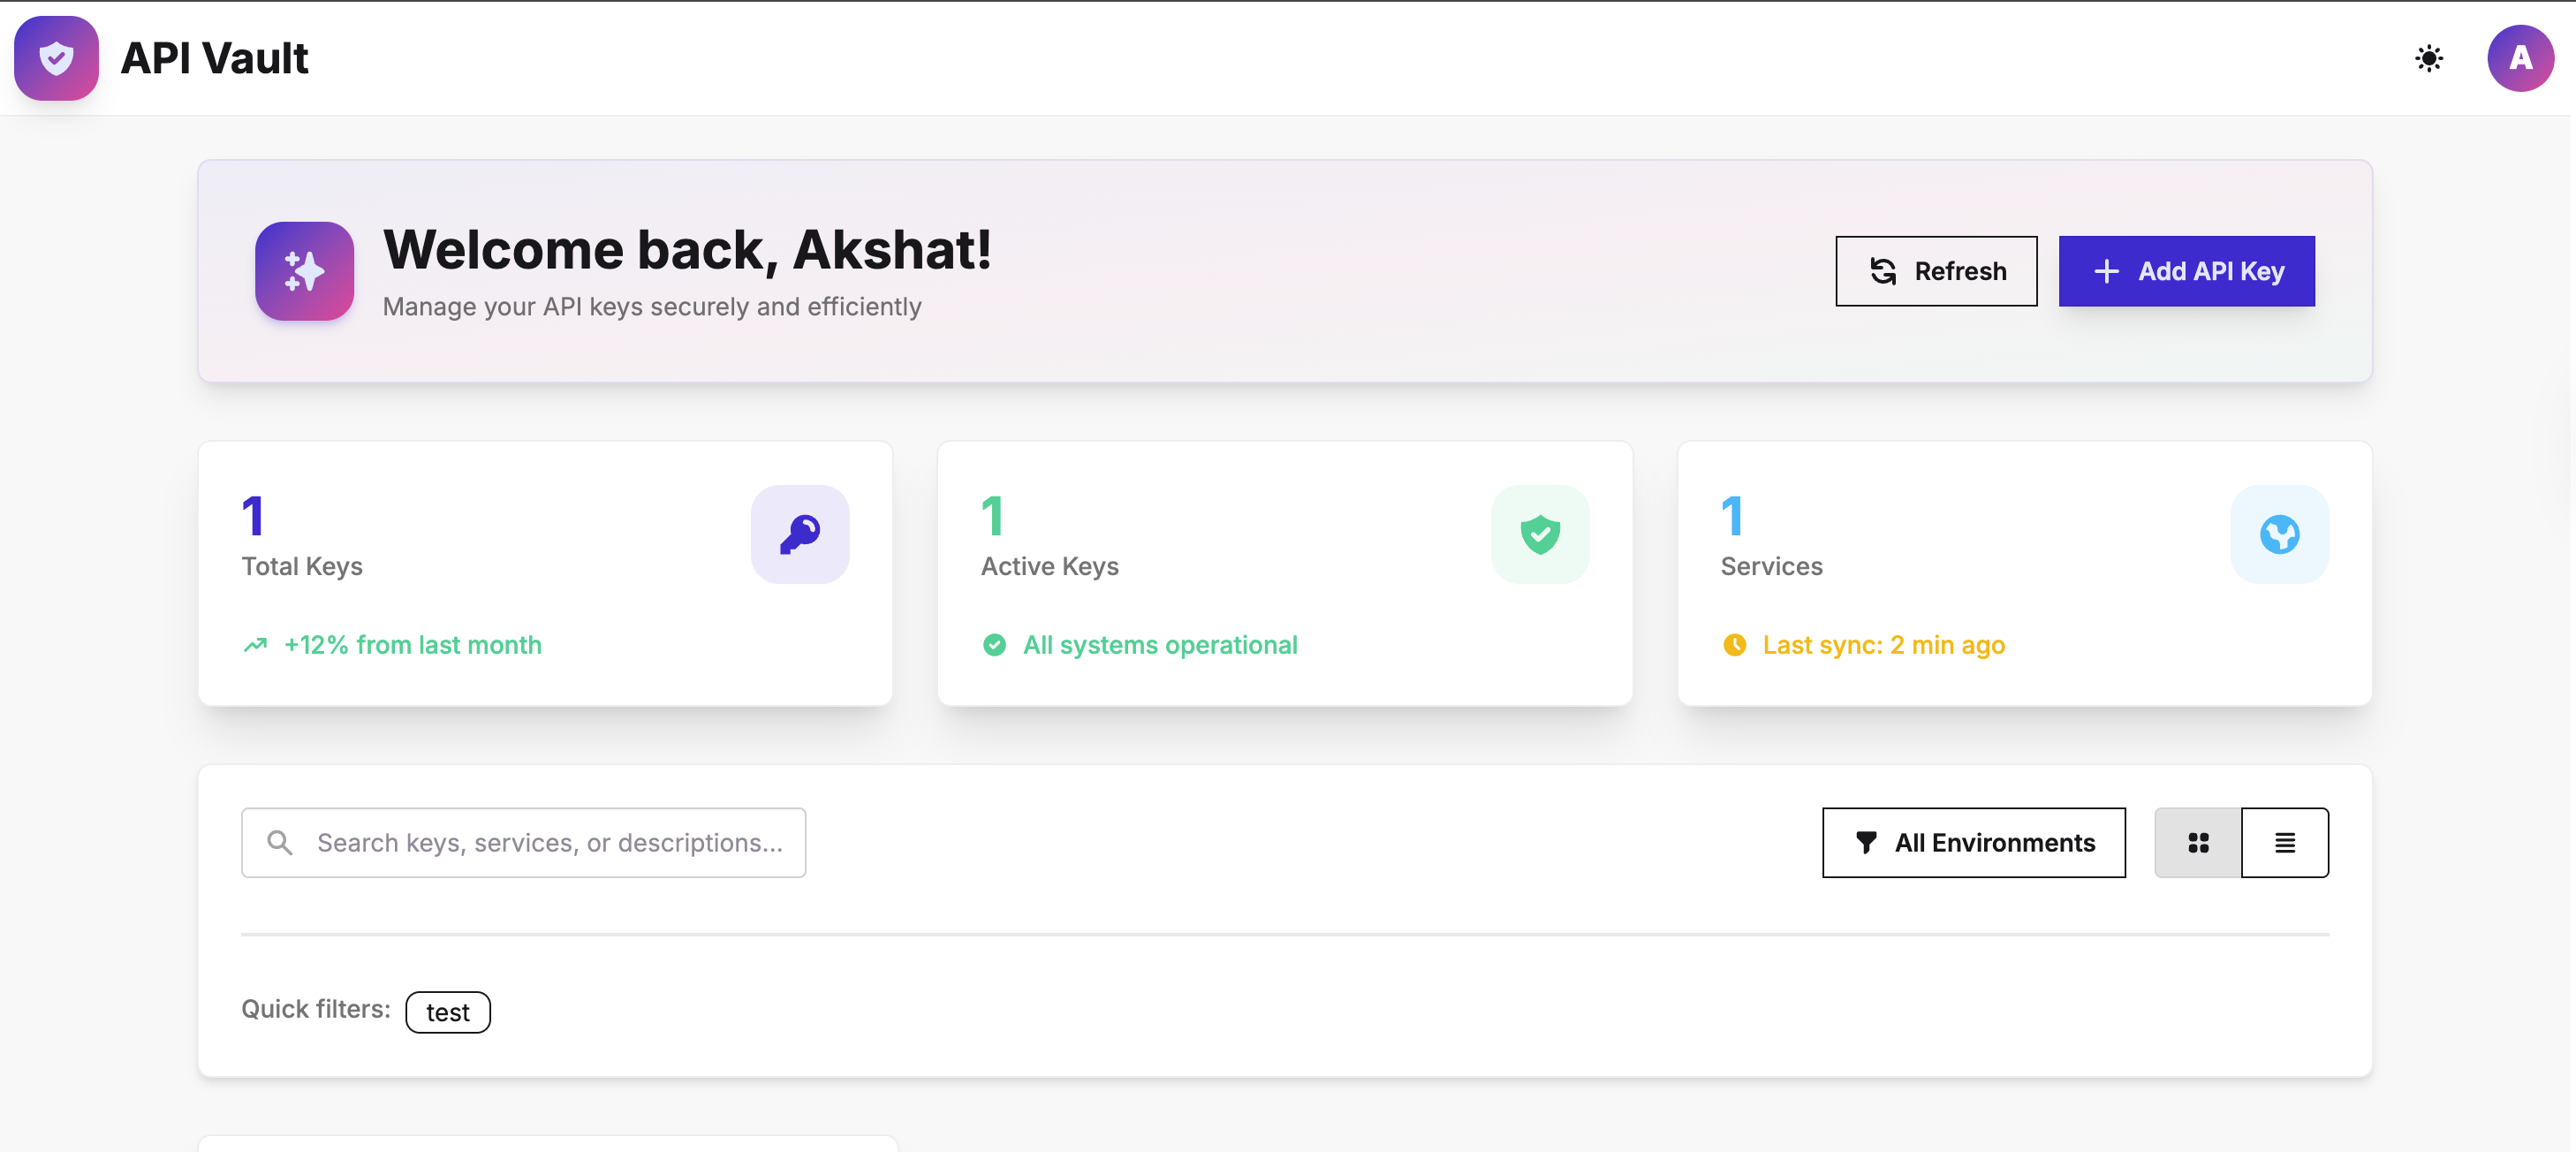 API Vault
A
Welcome back, Akshat!
Manage your API keys securely and efficiently
Refresh
Add API Key
1
Total Keys
+12% from last month
1
Active Keys
All systems operational
1
Services
Last sync: 2 min ago
Search keys, services, or descriptions...
All Environments
Quick filters: test